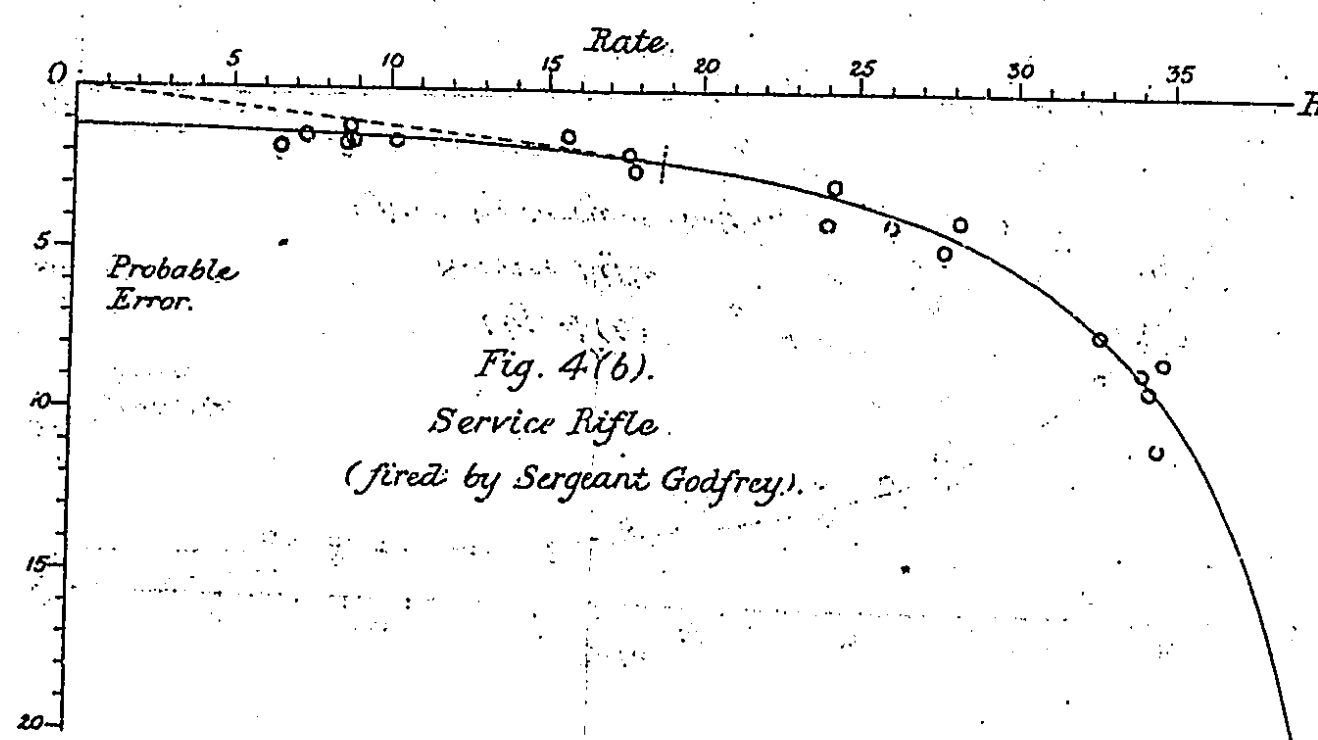 Rate.
0 5 10 15 20 25 30 35
5
Probable
Error.
Fig. 4(b).
10
Service Rifle
(fired by Sergeant Godfrey).
15
20